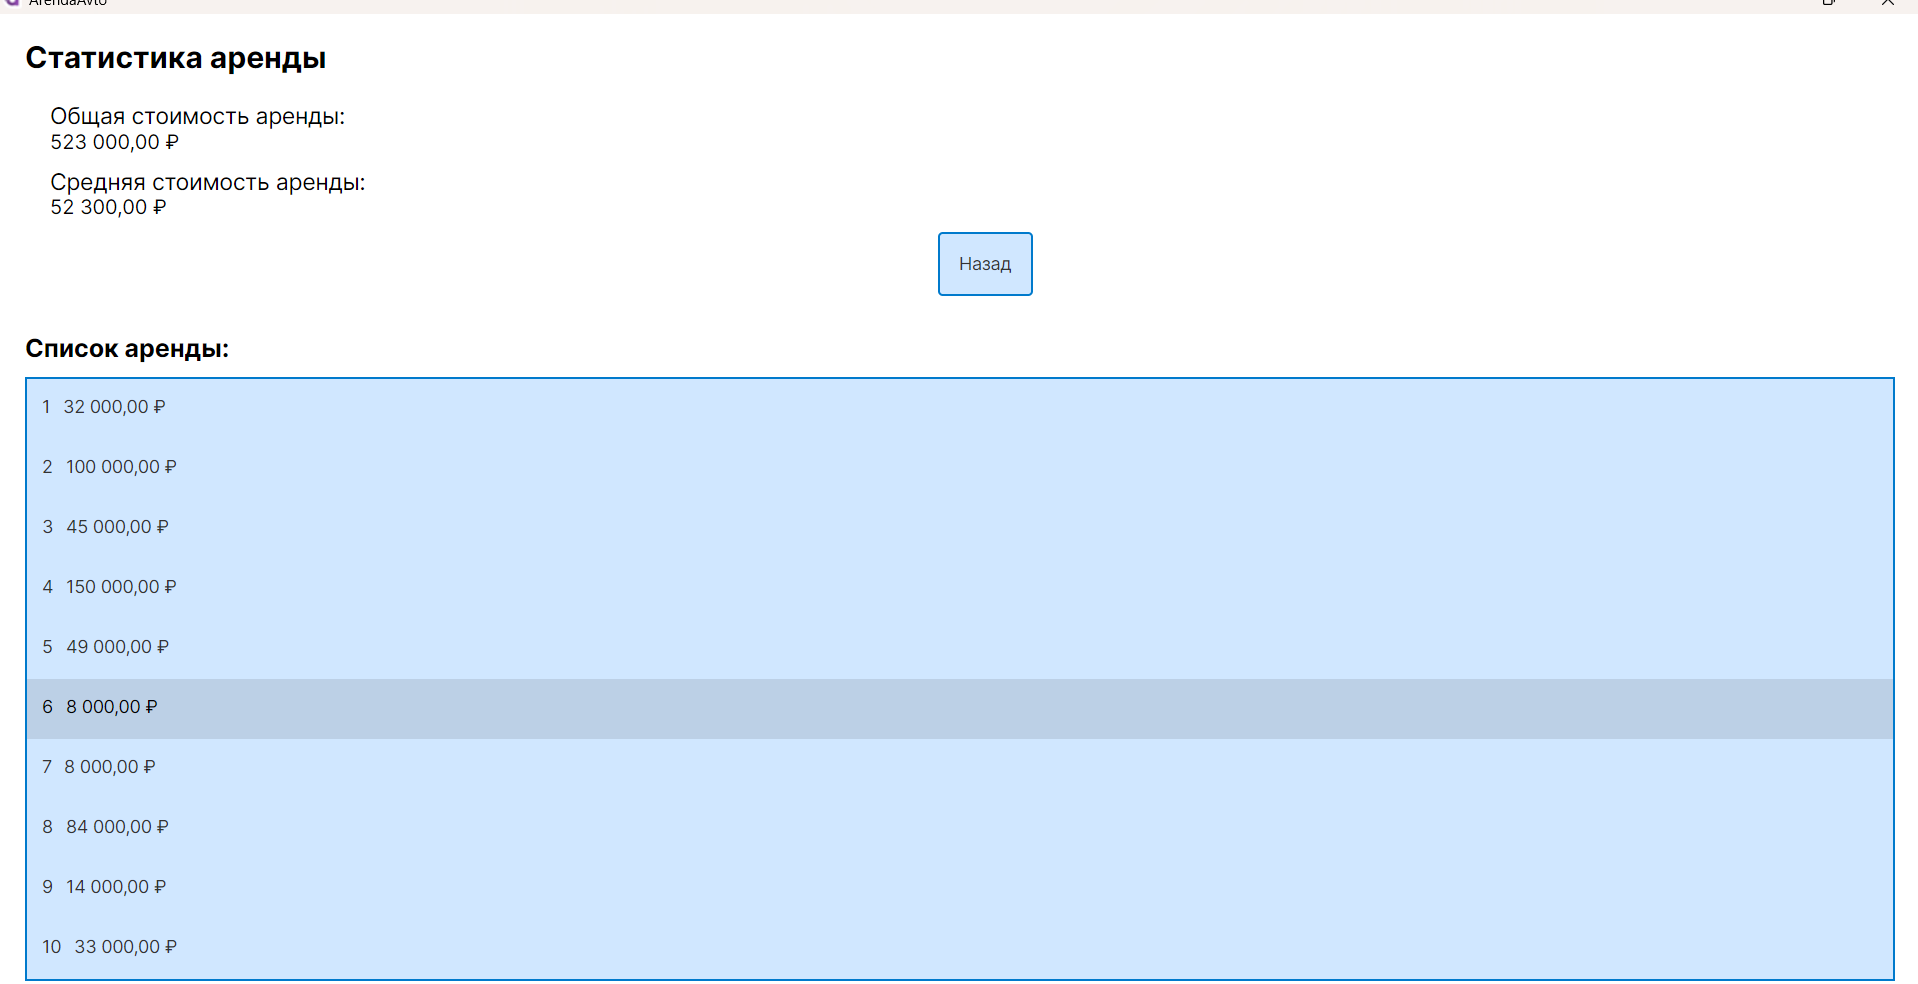 ArendaAvto
Статистика аренды
Общая стоимость аренды:
523 000,00 ₽
Средняя стоимость аренды:
52 300,00 ₽
Назад
Список аренды:
1 32 000,00 ₽
2 100 000,00 ₽
3 45 000,00 ₽
4 150 000,00 ₽
5 49 000,00 ₽
6 8 000,00 ₽
7 8 000,00 ₽
8 84 000,00 ₽
9 14 000,00 ₽
10 33 000,00 ₽